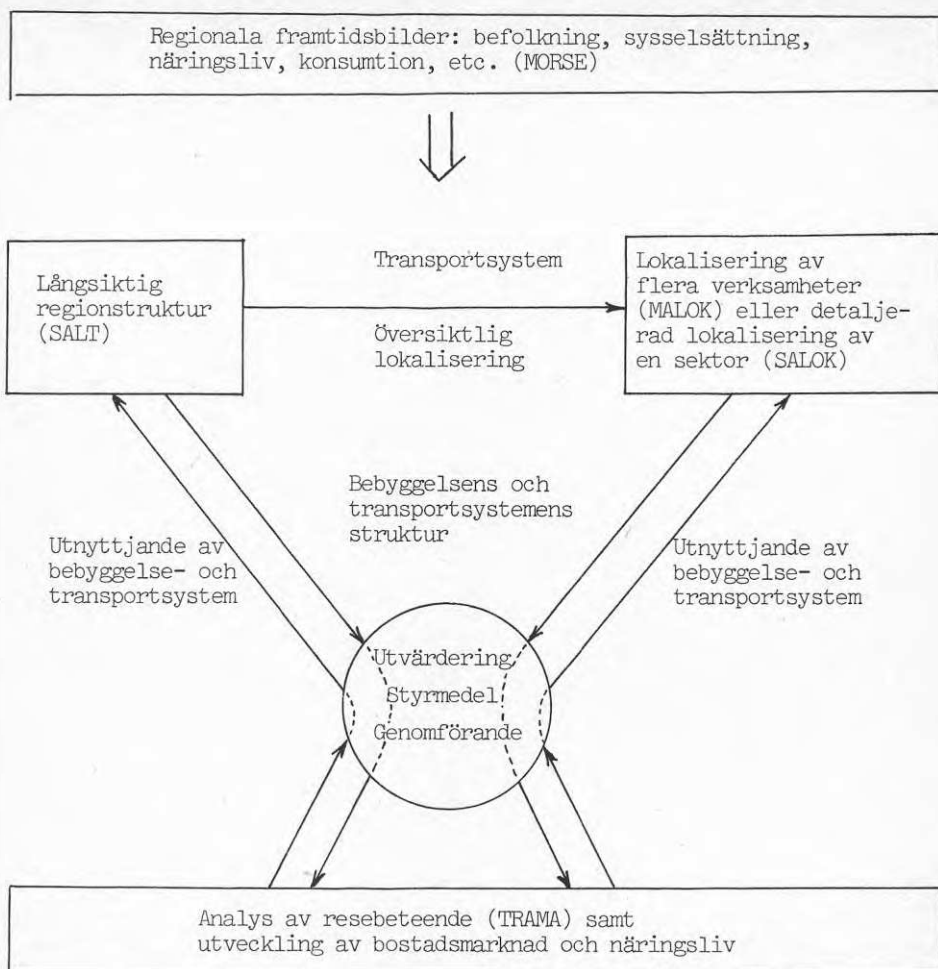 Regionala framtidsbilder: befolkning, sysselsättning,
näringsliv, konsumtion, etc. (MORSE)
Långsiktig
regionstruktur
(SALT)
Transportsystem
Översiktlig
lokalisering
Lokalisering av
flera verksamheter
(MALOK) eller detalje-
rad lokalisering av
en sektor (SALOK)
Bebyggelsens och
transportsystemens
struktur
Utnyttjande av
bebyggelse- och
transportsystem
Utnyttjande av
bebyggelse- och
transportsystem
Utvärdering
Styrmedel
Genomförande
Analys av resebeteende (TRAMA) samt
utveckling av bostadsmarknad och näringsliv